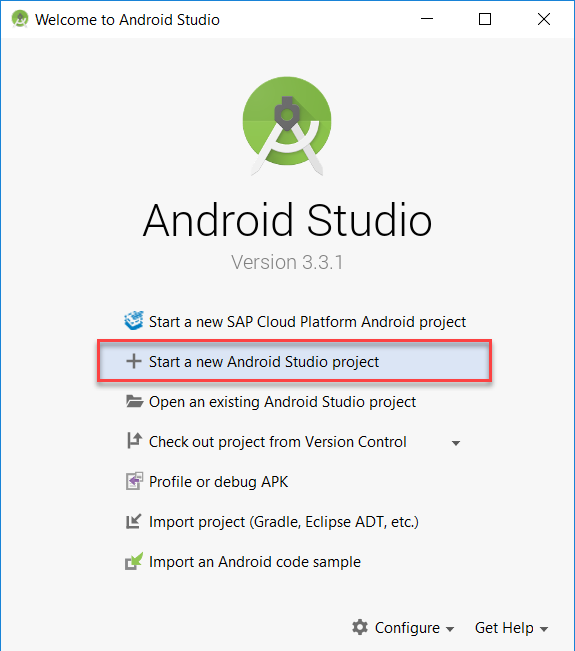 Welcome to Android Studio
Android Studio
Version 3.3.1
Start a new SAP Cloud Platform Android project
Start a new Android Studio project
Open an existing Android Studio project
Check out project from Version Control
Profile or debug APK
Import project (Gradle, Eclipse ADT, etc.)
Import an Android code sample
Configure Get Help